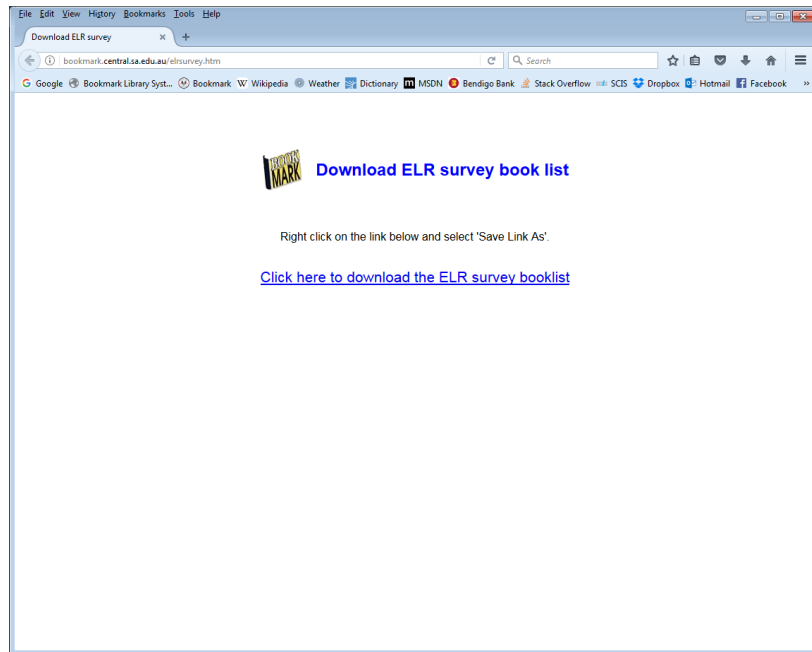 File Edit View History Bookmarks Tools Help
Download ELR survey
bookmark.central.sa.edu.au/elrsurvey.htm
Search
Google Bookmark Library Syst... Bookmark Wikipedia Weather Dictionary MSDN Bendigo Bank Stack Overflow SCIS Dropbox Hotmail Facebook »
BOOK
MARK
Download ELR survey book list
Right click on the link below and select 'Save Link As'.
Click here to download the ELR survey booklist